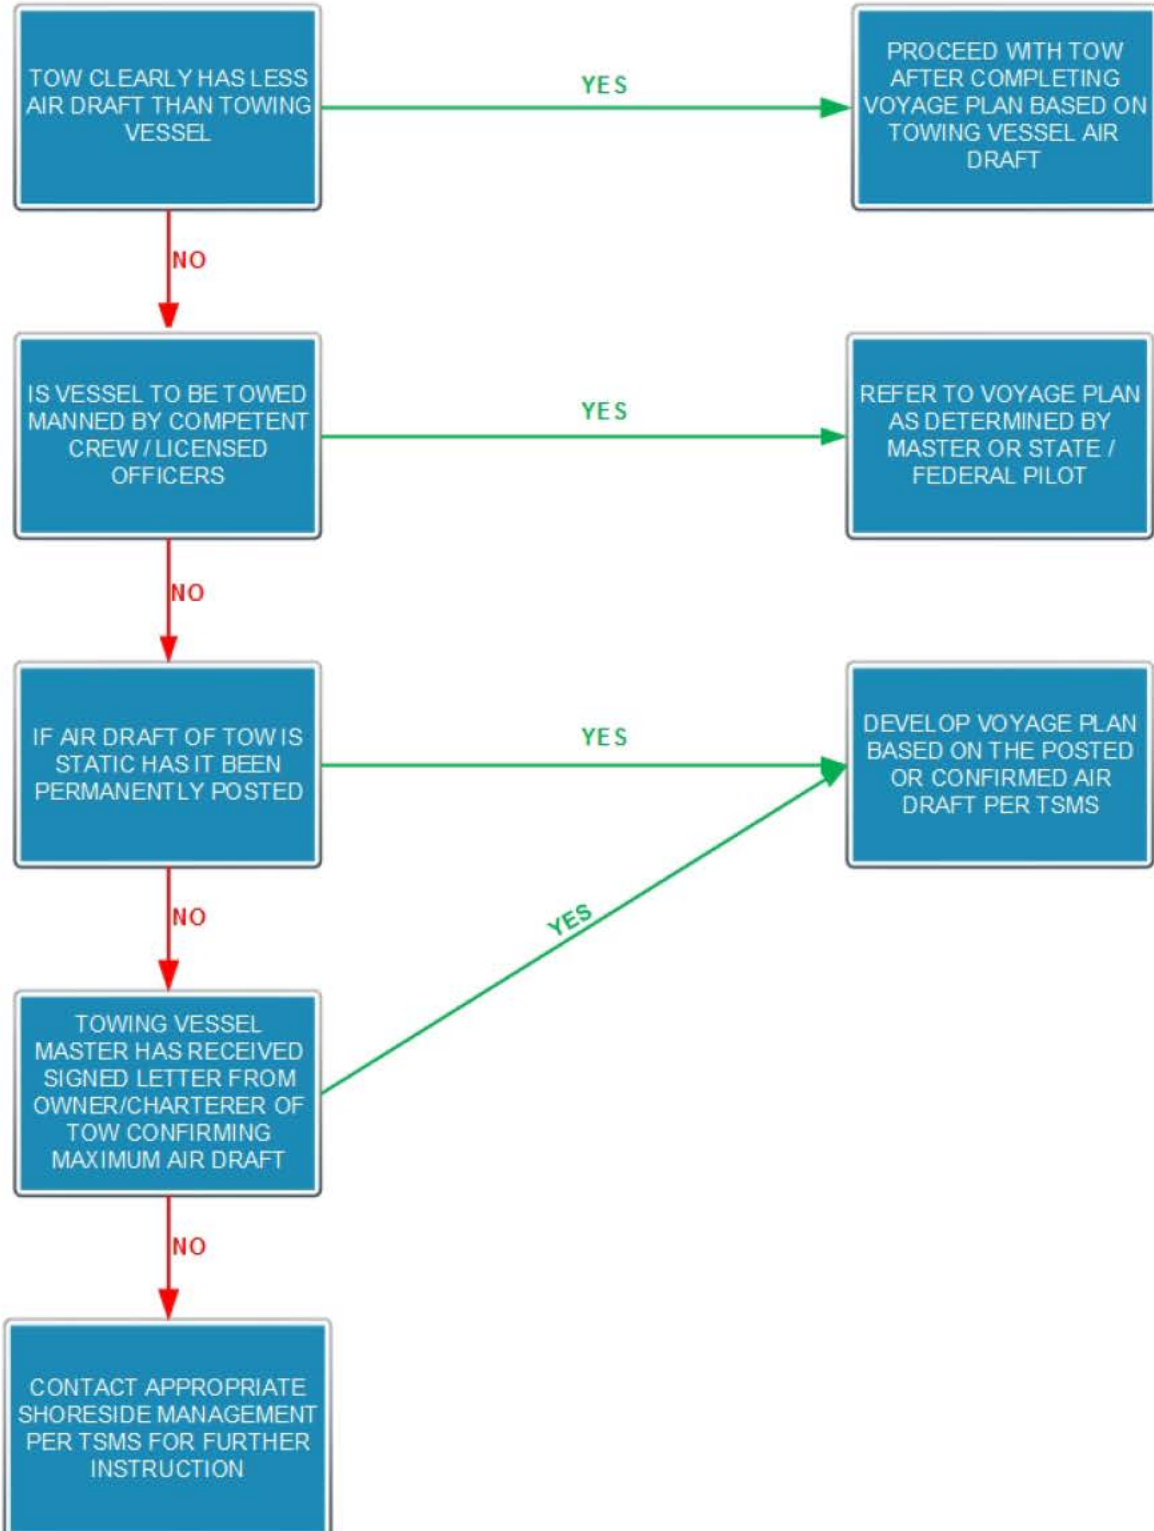 TOW CLEARLY HAS LESS
AIR DRAFT THAN TOWING
VESSEL
YES
PROCEED WITH TOW
AFTER COMPLETING
VOYAGE PLAN BASED ON
TOWING VESSEL AIR
DRAFT
NO
IS VESSEL TO BE TOWED
MANNED BY COMPETENT
CREW / LICENSED
OFFICERS
YES
REFER TO VOYAGE PLAN
AS DETERMINED BY
MASTER OR STATE /
FEDERAL PILOT
NO
IF AIR DRAFT OF TOW IS
STATIC HAS IT BEEN
PERMANENTLY POSTED
YES
DEVELOP VOYAGE PLAN
BASED ON THE POSTED
OR CONFIRMED AIR
DRAFT PER TSMS
NO
YES
TOWING VESSEL
MASTER HAS RECEIVED
SIGNED LETTER FROM
OWNER/CHARTERER OF
TOW CONFIRMING
MAXIMUM AIR DRAFT
NO
CONTACT APPROPRIATE
SHORESIDE MANAGEMENT
PER TSMS FOR FURTHER
INSTRUCTION